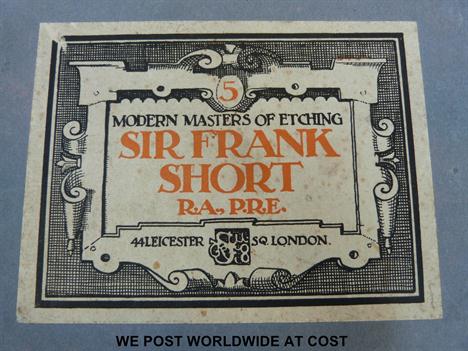 5
MODERN MASTERS OF ETCHING
SIR FRANK
SHORT
R.A., P.R.E.
44 LEICESTER SQ. LONDON.
WE POST WORLDWIDE AT COST